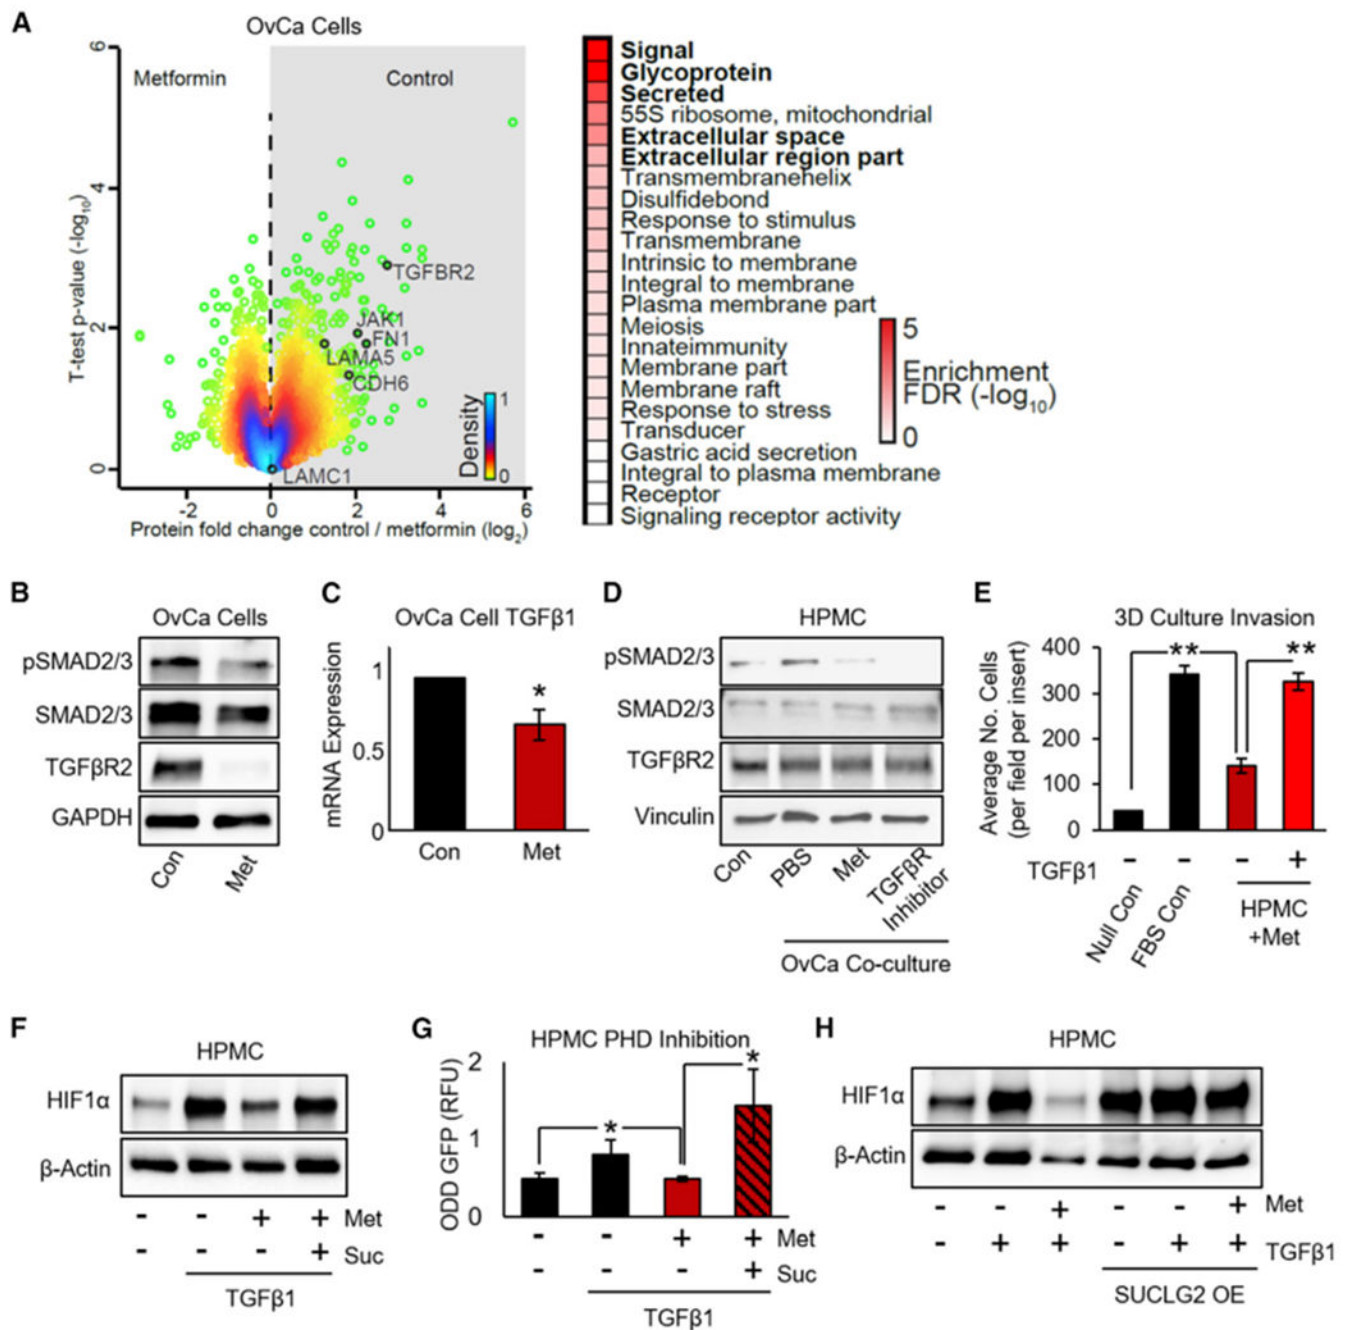 A
OvCa Cells
Metformin
Control
6
4
2
0
T-test p-value (-log10)
TGFBR2
JAK1
FN1
LAMA5
CDH6
LAMC1
Density
1
0
-2
0
2
4
6
Protein fold change control / metformin (log2)
Signal
Glycoprotein
Secreted
55S ribosome, mitochondrial
Extracellular space
Extracellular region part
Transmembranehelix
Disulfidebond
Response to stimulus
Transmembrane
Intrinsic to membrane
Integral to membrane
Plasma membrane part
Meiosis
Innateimmunity
Membrane part
Membrane raft
Response to stress
Transducer
Gastric acid secretion
Integral to plasma membrane
Receptor
Signaling receptor activity
5
Enrichment
FDR (-log10)
0
B
OvCa Cells
pSMAD2/3
SMAD2/3
TGFβR2
GAPDH
Con
Met
C
OvCa Cell TGFβ1
mRNA Expression
1
0.5
0
*
Con
Met
D
HPMC
pSMAD2/3
SMAD2/3
TGFβR2
Vinculin
Con
PBS
Met
TGFβR
Inhibitor
OvCa Co-culture
E
3D Culture Invasion
Average No. Cells
(per field per insert)
400
300
200
100
0
**
**
TGFβ1
- - - +
Null Con
FBS Con
HPMC
+Met
F
HPMC
HIF1α
β-Actin
- - + + Met
- - + Suc
TGFβ1
G
HPMC PHD Inhibition
ODD GFP (RFU)
2
1
0
*
*
- - + + Met
- - - + Suc
TGFβ1
H
HPMC
HIF1α
β-Actin
- - + - - + Met
- + + - + + TGFβ1
SUCLG2 OE